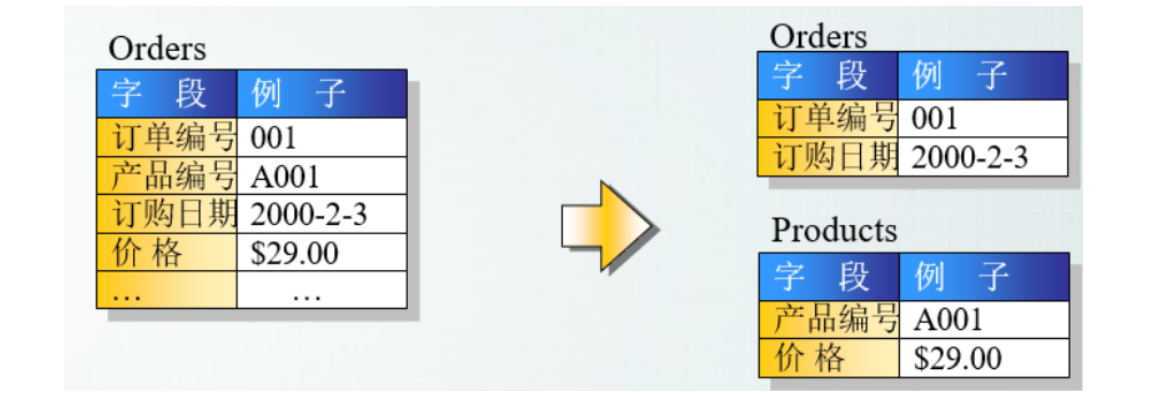 Orders
字 段 例 子
订单编号 001
产品编号 A001
订购日期 2000-2-3
价 格 $29.00
… …
Orders
字 段 例 子
订单编号 001
订购日期 2000-2-3
Products
字 段 例 子
产品编号 A001
价 格 $29.00